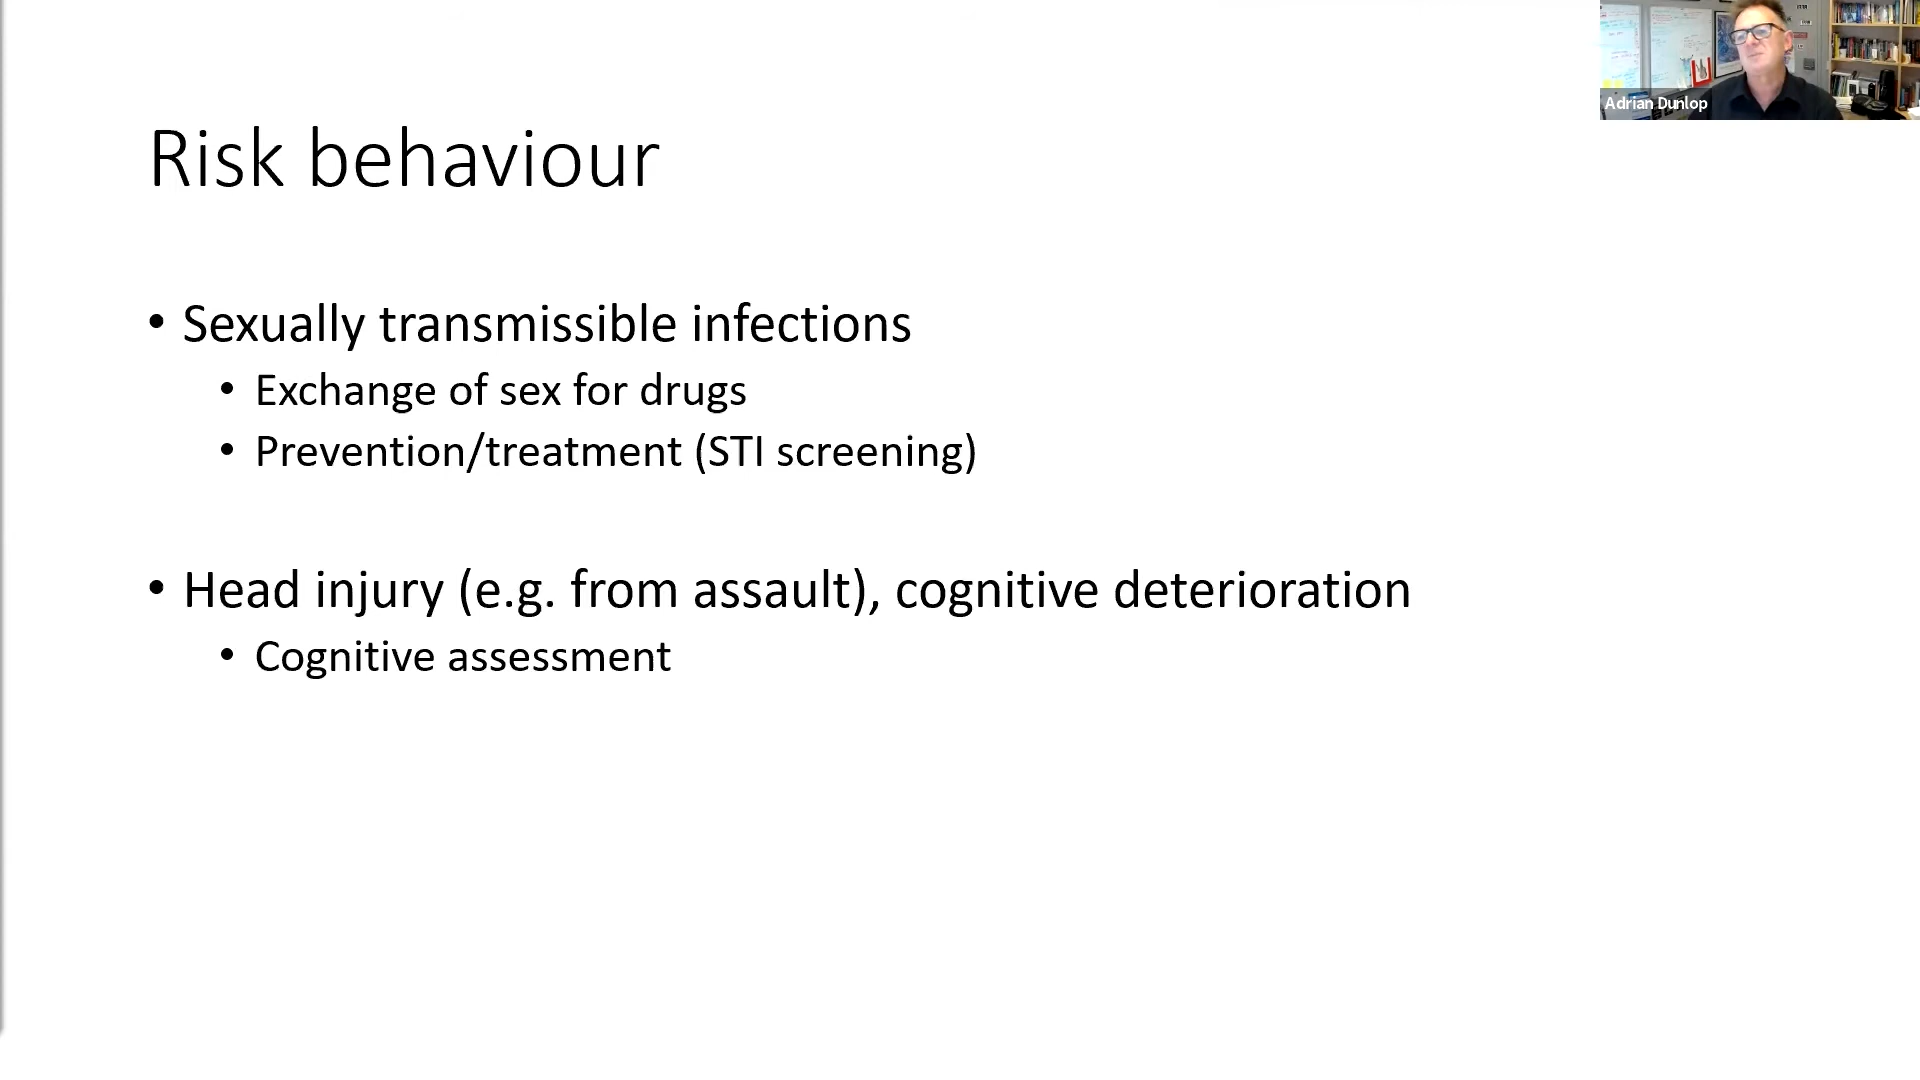 Adrian Dunlop
Risk behaviour
• Sexually transmissible infections
• Exchange of sex for drugs
• Prevention/treatment (STI screening)
• Head injury (e.g. from assault), cognitive deterioration
• Cognitive assessment